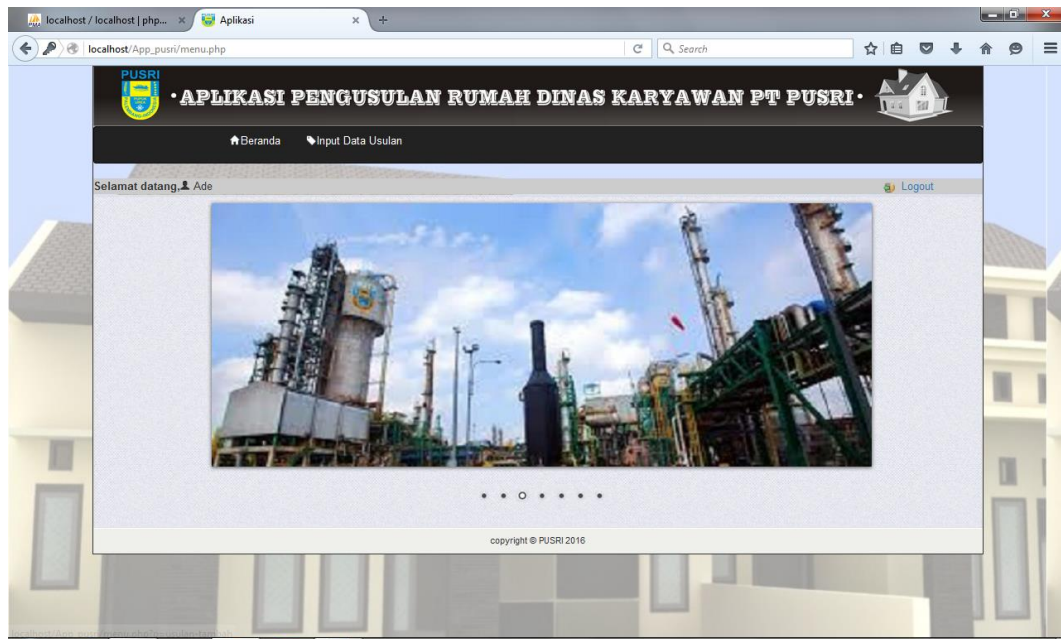 localhost / localhost | php...
Aplikasi
localhost/App_pusri/menu.php
Search
PUSRI
• APLIKASI PENGUSULAN RUMAH DINAS KARYAWAN PT PUSRI •
Beranda
Input Data Usulan
Selamat datang, Ade
Logout
copyright © PUSRI 2016